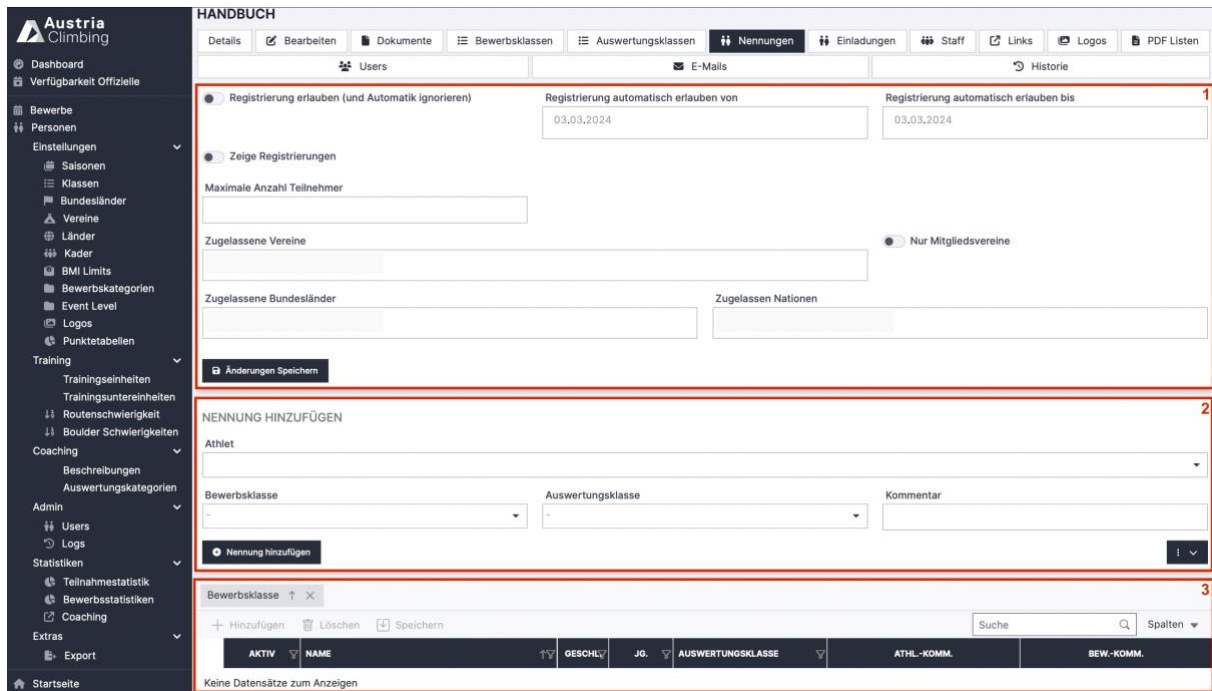 Austria
Climbing
Dashboard
Verfügbarkeit Offizielle
Bewerbe
Personen
Einstellungen
Saisonen
Klassen
Bundesländer
Vereine
Länder
Kader
BMI Limits
Bewerbskategorien
Event Level
Logos
Punktetabellen
Training
Trainingseinheiten
Trainingsuntereinheiten
Routenschwierigkeit
Boulder Schwierigkeiten
Coaching
Beschreibungen
Auswertungskategorien
Admin
Users
Logs
Statistiken
Teilnahmestatistik
Bewerbsstatistiken
Coaching
Extras
Export
Startseite
HANDBUCH
Details Bearbeiten Dokumente Bewerbsklassen Auswertungsklassen Nennungen Einladungen Staff Links Logos PDF Listen
Users E-Mails Historie
1
Registrierung erlauben (und Automatik ignorieren) Registrierung automatisch erlauben von Registrierung automatisch erlauben bis
03.03.2024 03.03.2024
Zeige Registrierungen
Maximale Anzahl Teilnehmer
Zugelassene Vereine Nur Mitgliedsvereine
Zugelassene Bundesländer Zugelassen Nationen
Änderungen Speichern
2
NENNUNG HINZUFÜGEN
Athlet
Bewerbsklasse Auswertungsklasse Kommentar
- -
Nennung hinzufügen
3
Bewerbsklasse
Hinzufügen Löschen Speichern Suche Spalten
AKTIV NAME GESCHL JG. AUSWERTUNGSKLASSE ATHL.-KOMM. BEW.-KOMM.
Keine Datensätze zum Anzeigen